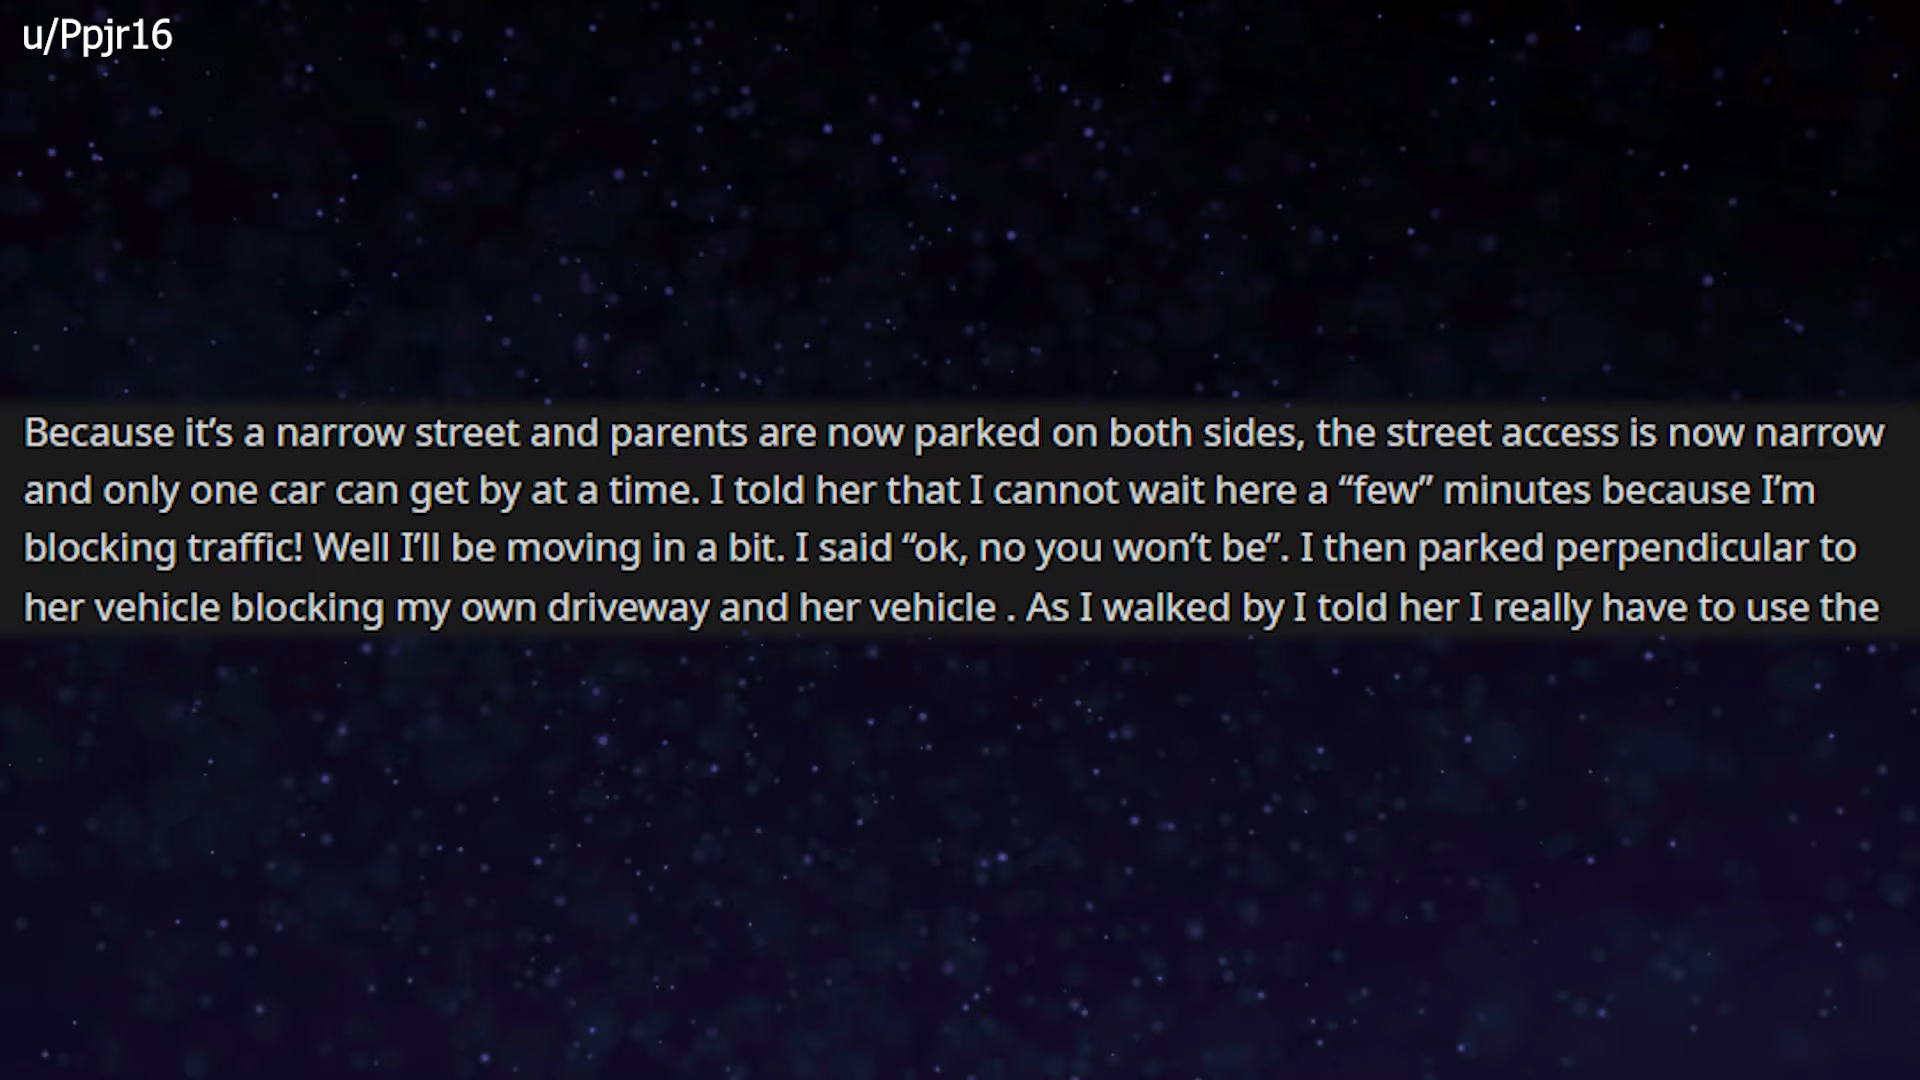 u/Ppjr16
Because it’s a narrow street and parents are now parked on both sides, the street access is now narrow
and only one car can get by at a time. I told her that I cannot wait here a “few” minutes because I’m
blocking traffic! Well I’ll be moving in a bit. I said “ok, no you won’t be”. I then parked perpendicular to
her vehicle blocking my own driveway and her vehicle . As I walked by I told her I really have to use the